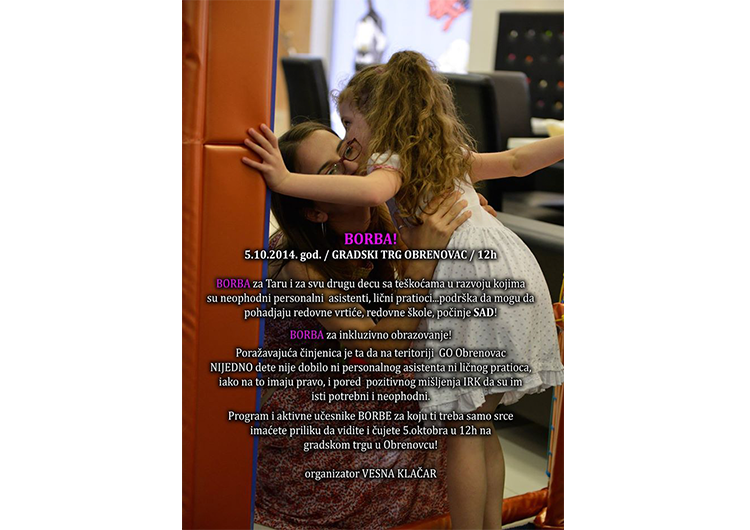 BORBA!
5.10.2014. god. / GRADSKI TRG OBRENOVAC / 12h
BORBA za Taru i za svu drugu decu sa teškoćama u razvoju kojima
su neophodni personalni asistenti, lični pratioci...podrška da mogu da
pohadjaju redovne vrtiće, redovne škole, počinje SAD!
BORBA za inkluzivno obrazovanje!
Poražavajuća činjenica je ta da na teritoriji GO Obrenovac
NIJEDNO dete nije dobilo ni personalnog asistenta ni ličnog pratioca,
iako na to imaju pravo, i pored pozitivnog mišljenja IRK da su im
isti potrebni i neophodni.
Program i aktivne učesnike BORBE za koju ti treba samo srce
imaćete priliku da vidite i čujete 5.oktobra u 12h na
gradskom trgu u Obrenovcu!
organizator VESNA KLAČAR